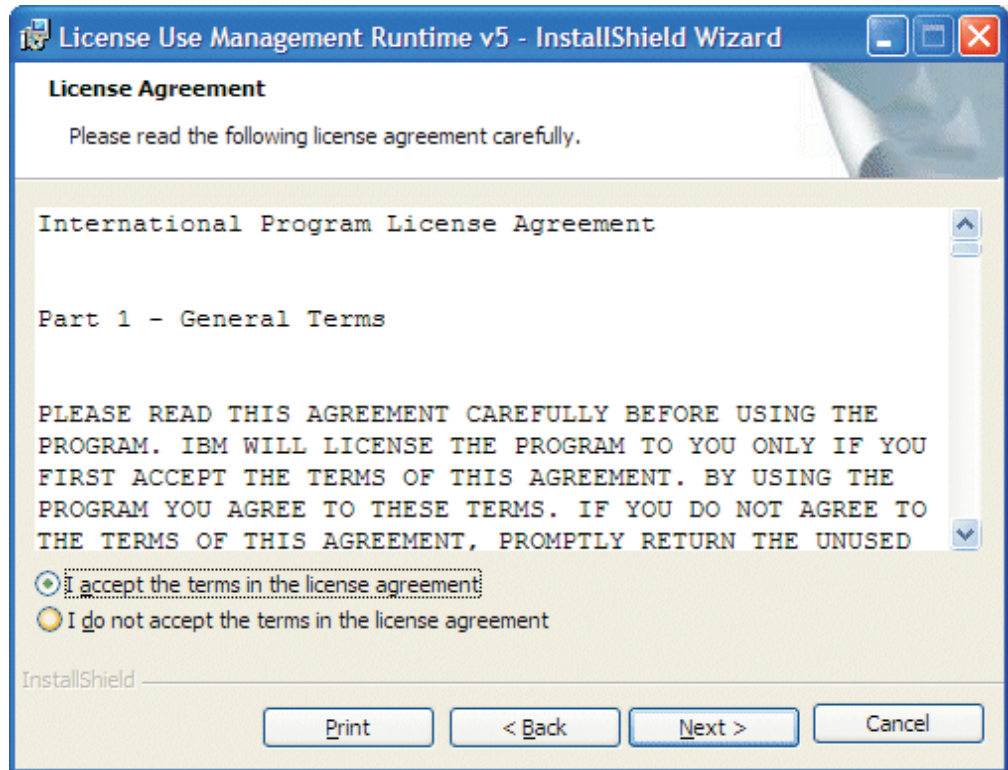 License Use Management Runtime v5 - InstallShield Wizard
License Agreement
Please read the following license agreement carefully.
International Program License Agreement
Part 1 - General Terms
PLEASE READ THIS AGREEMENT CAREFULLY BEFORE USING THE
PROGRAM. IBM WILL LICENSE THE PROGRAM TO YOU ONLY IF YOU
FIRST ACCEPT THE TERMS OF THIS AGREEMENT. BY USING THE
PROGRAM YOU AGREE TO THESE TERMS. IF YOU DO NOT AGREE TO
THE TERMS OF THIS AGREEMENT, PROMPTLY RETURN THE UNUSED
I accept the terms in the license agreement
I do not accept the terms in the license agreement
InstallShield
Print < Back Next > Cancel